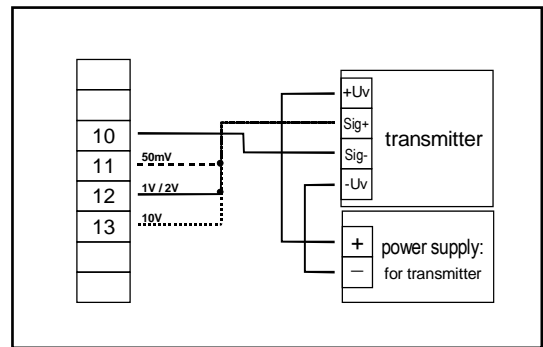 10
11
12
13
50mV
1V / 2V
10V
+Uv
Sig+
Sig-
-Uv
transmitter
+
−
power supply:
for transmitter